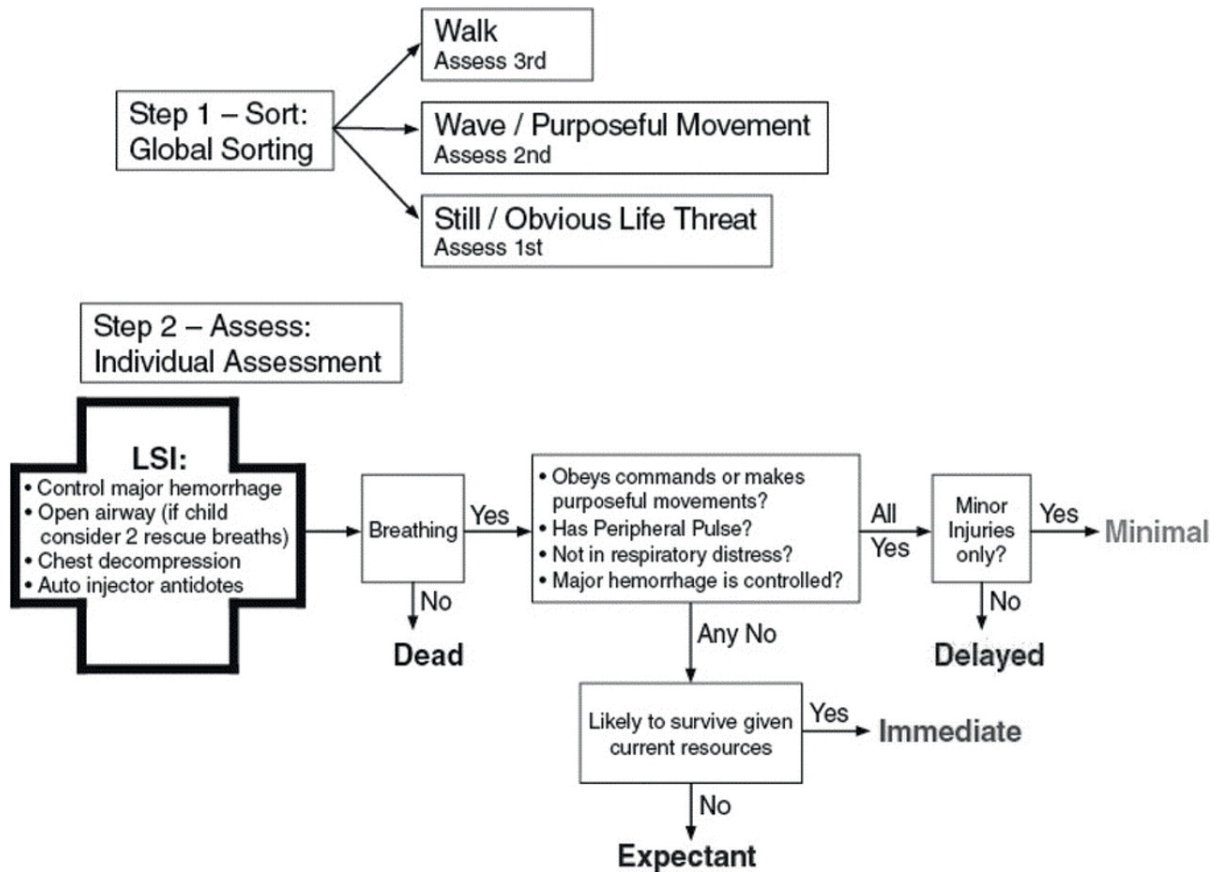 Step 1 – Sort:
Global Sorting
Walk
Assess 3rd
Wave / Purposeful Movement
Assess 2nd
Still / Obvious Life Threat
Assess 1st
Step 2 – Assess:
Individual Assessment
LSI:
• Control major hemorrhage
• Open airway (if child
consider 2 rescue breaths)
• Chest decompression
• Auto injector antidotes
Breathing
Yes
No
Dead
• Obeys commands or makes
purposeful movements?
• Has Peripheral Pulse?
• Not in respiratory distress?
• Major hemorrhage is controlled?
All
Yes
Minor
Injuries
only?
Yes
Minimal
No
Delayed
Any No
Likely to survive given
current resources
Yes
Immediate
No
Expectant